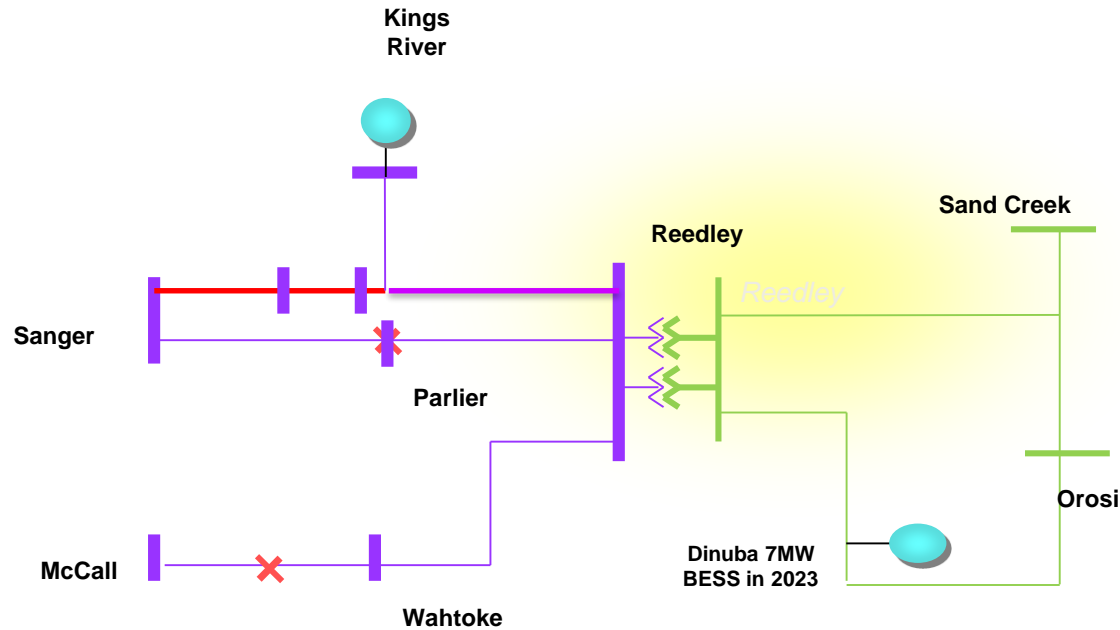 Kings
River
Sand Creek
Reedley
Reedley
Sanger
Parlier
Orosi
Dinuba 7MW
BESS in 2023
McCall
Wahtoke